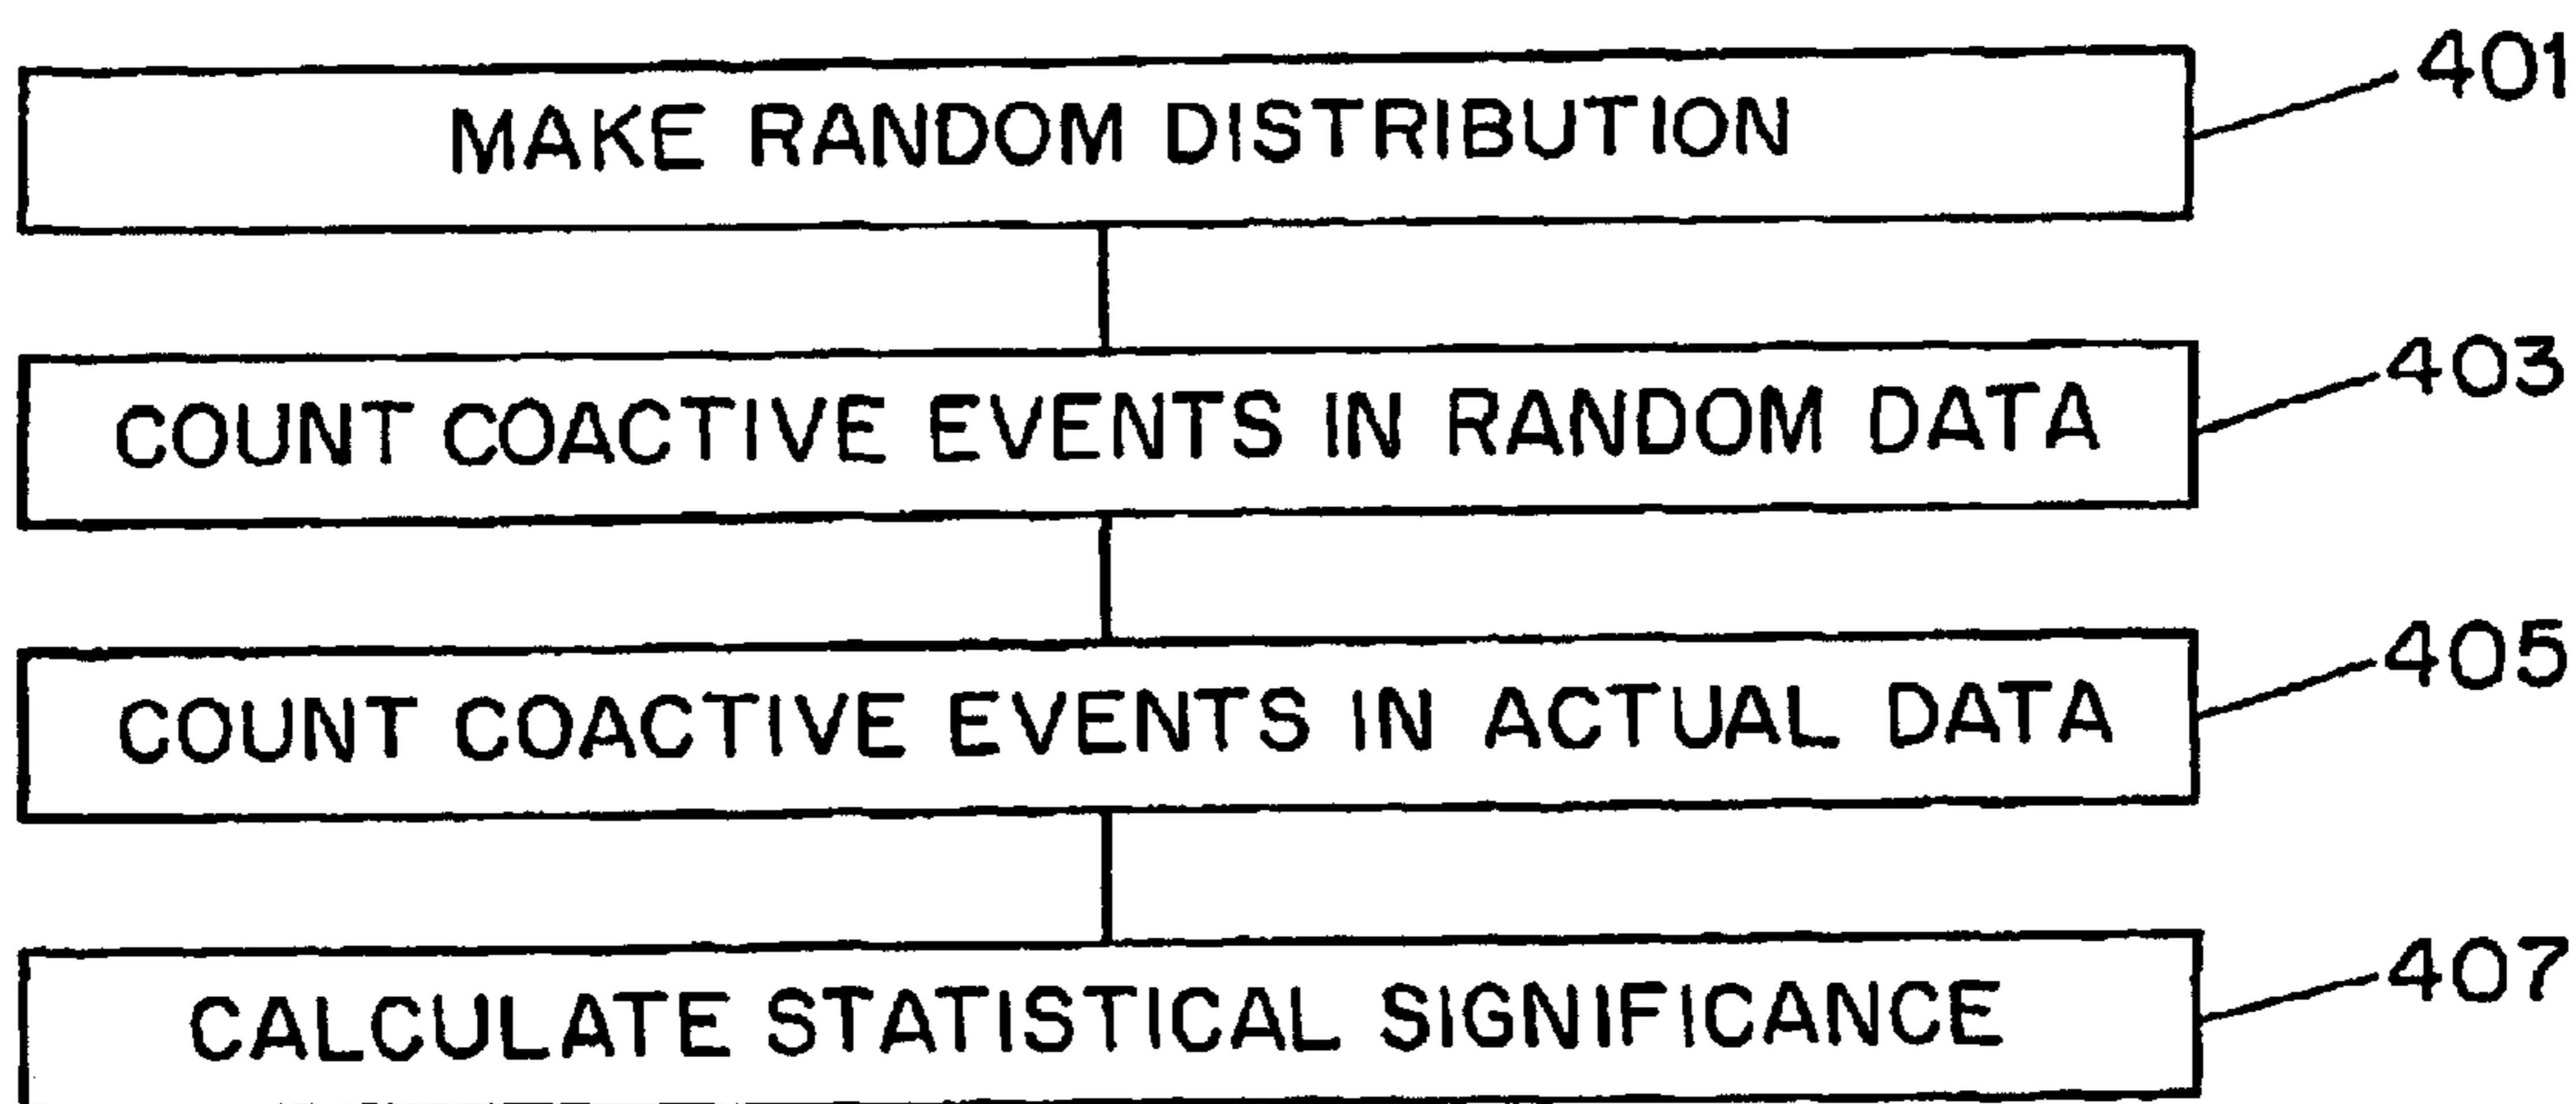 MAKE RANDOM DISTRIBUTION
401
COUNT COACTIVE EVENTS IN RANDOM DATA
403
COUNT COACTIVE EVENTS IN ACTUAL DATA
405
CALCULATE STATISTICAL SIGNIFICANCE
407